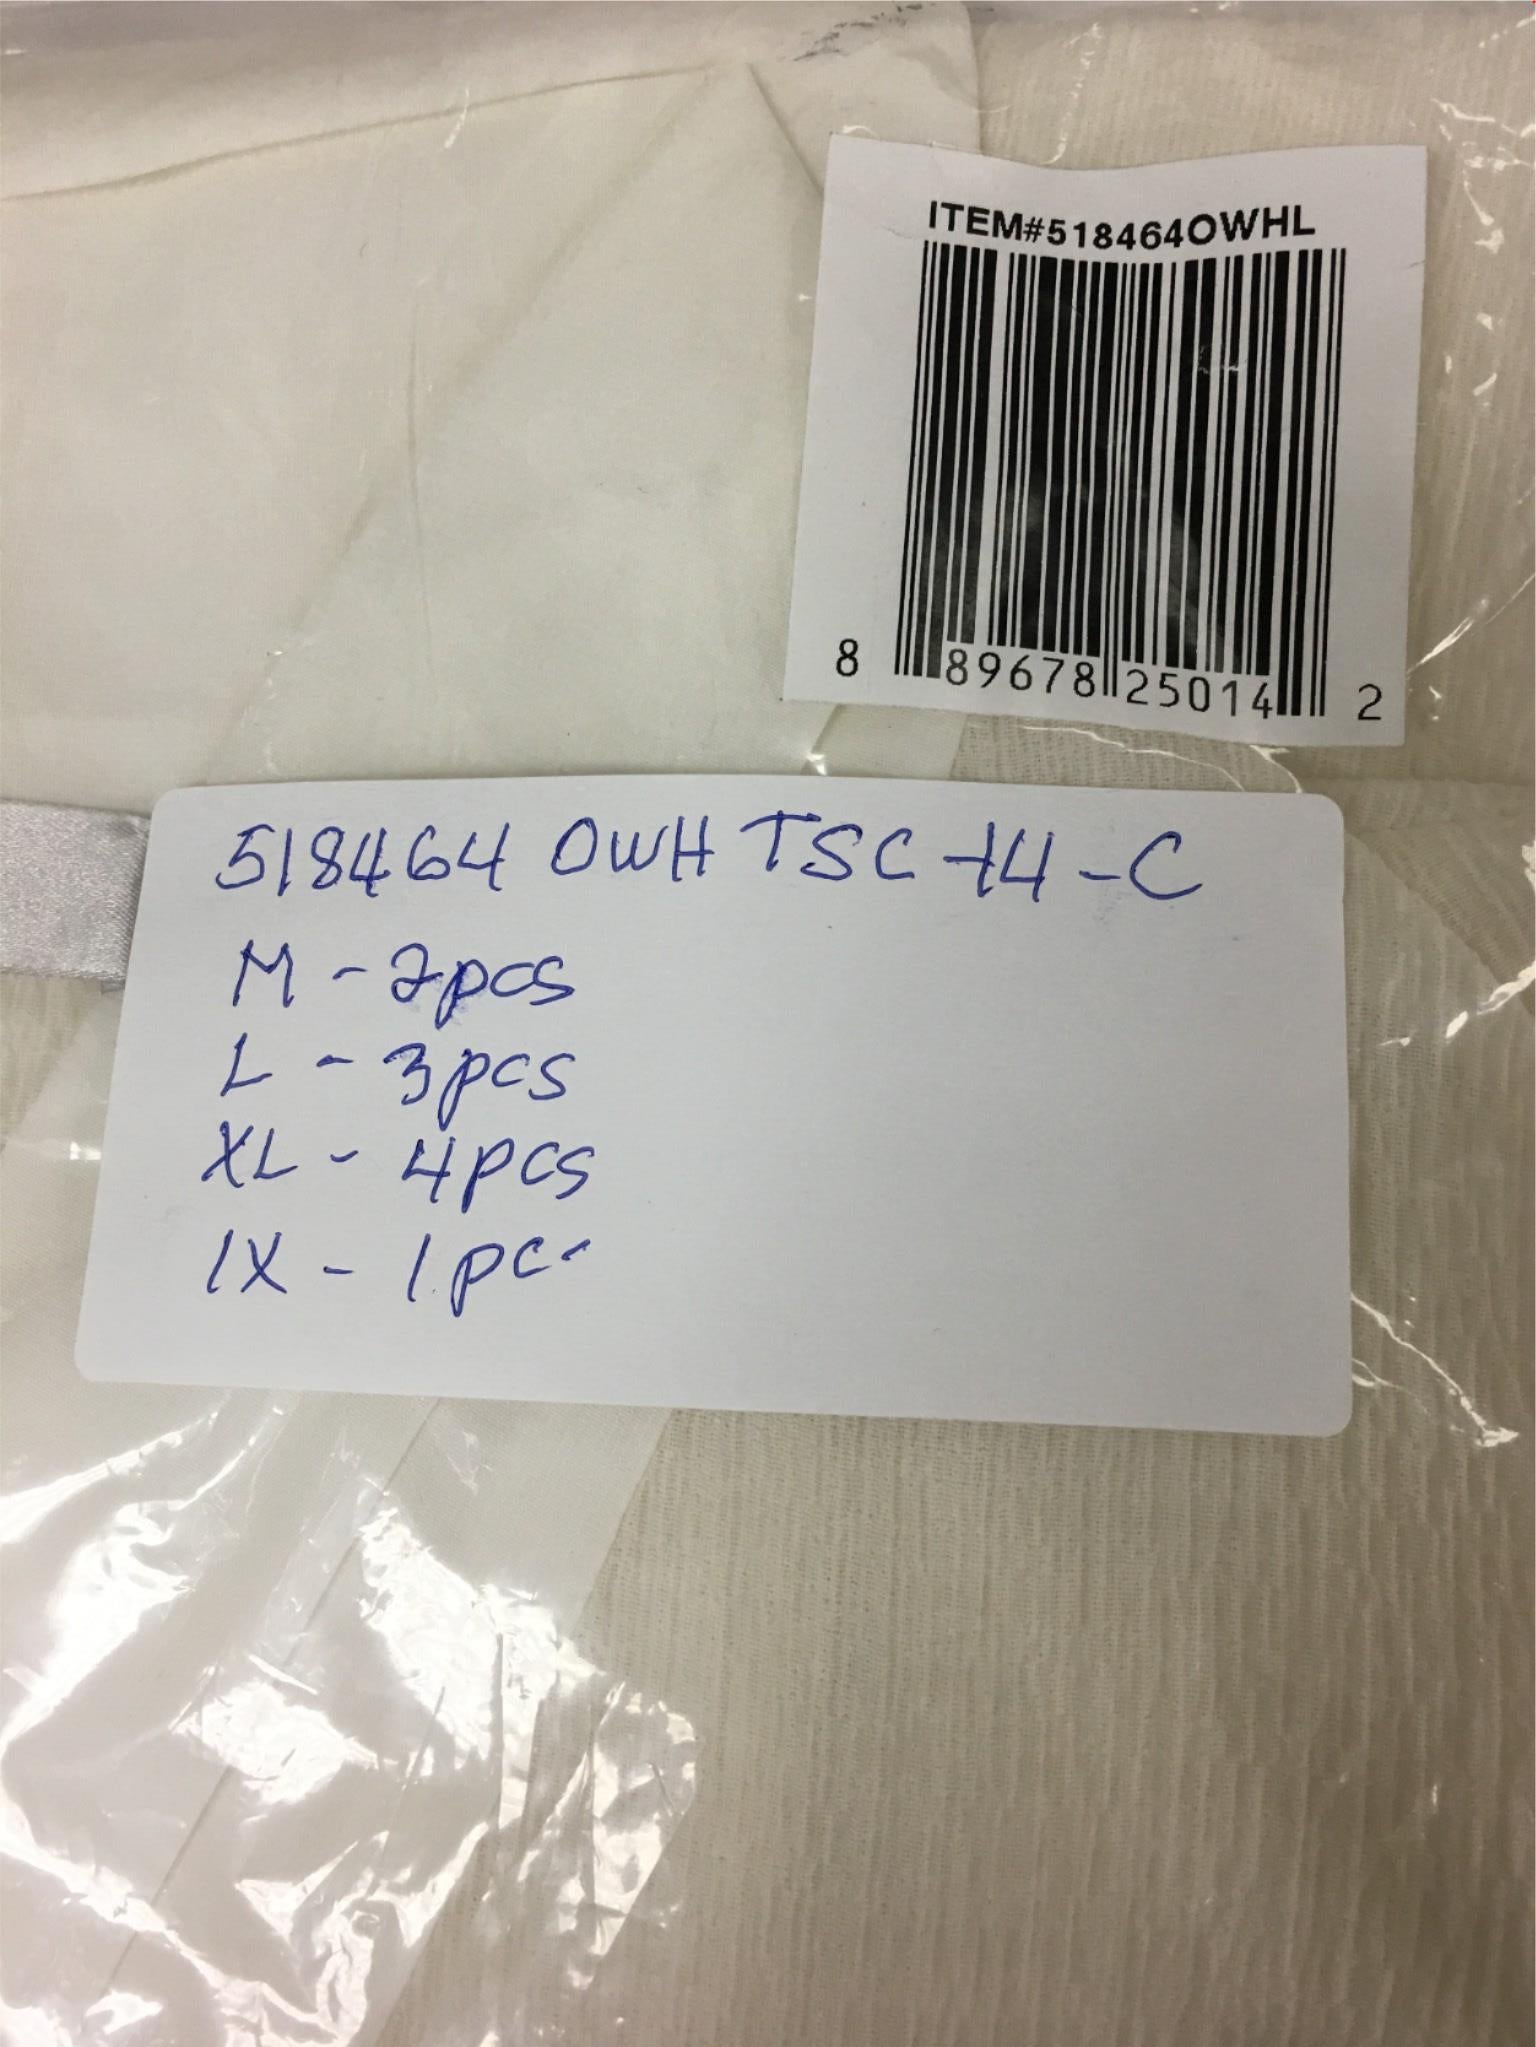 ITEM#518464OWHL
8 89678 25014 2
518464 OWH TSC-14-C
M - 2pcs
L - 3pcs
XL - 4pcs
1X - 1pc